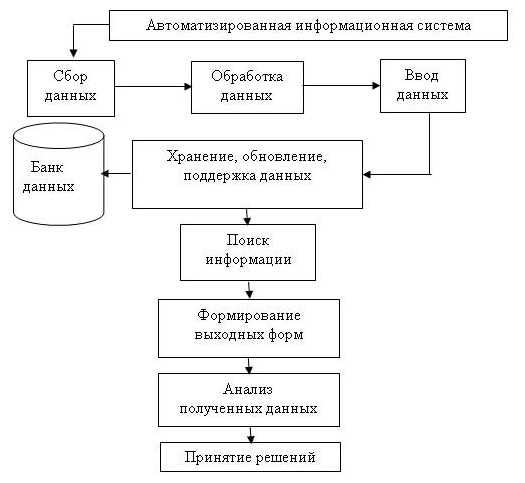 Автоматизированная информационная система
Сбор
данных
Обработка
данных
Ввод
данных
Банк
данных
Хранение, обновление,
поддержка данных
Поиск
информации
Формирование
выходных форм
Анализ
полученных данных
Принятие решений